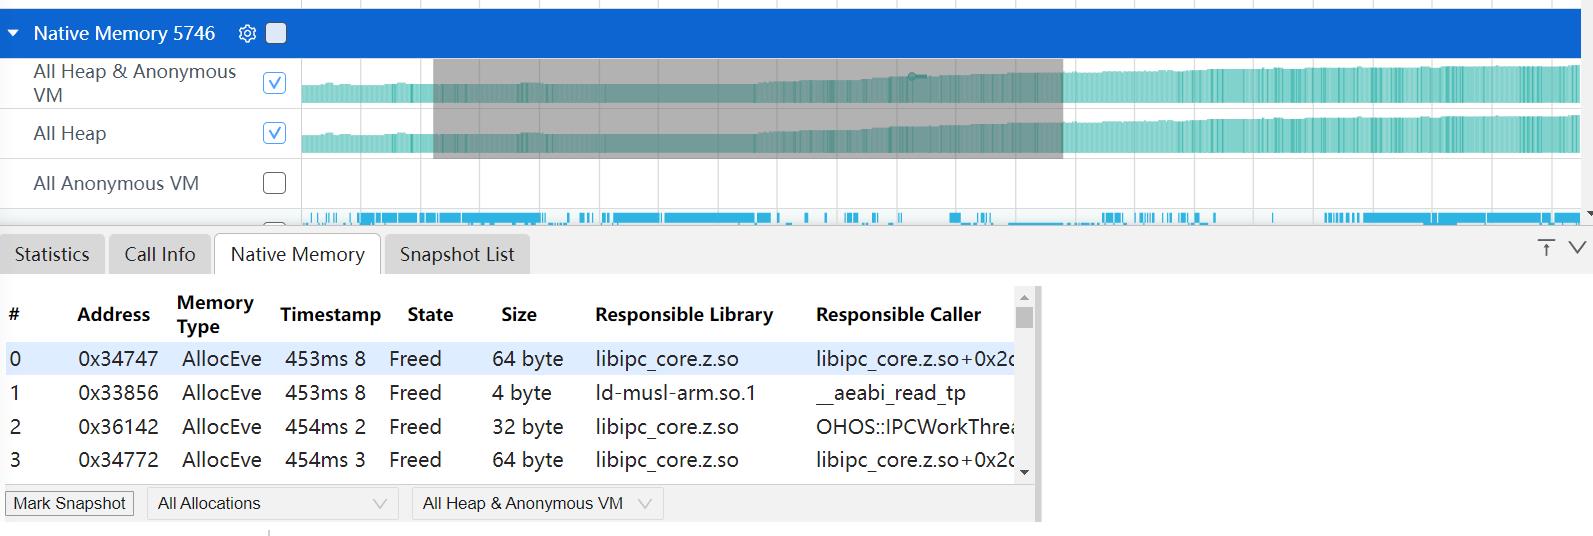 Native Memory 5746
All Heap & Anonymous
VM
All Heap
All Anonymous VM
Statistics Call Info Native Memory Snapshot List
# Address Memory Type Timestamp State Size Responsible Library Responsible Caller
0 0x34747 AllocEve 453ms 8 Freed 64 byte libipc_core.z.so libipc_core.z.so+0x2
1 0x33856 AllocEve 453ms 8 Freed 4 byte ld-musl-arm.so.1 __aeabi_read_tp
2 0x36142 AllocEve 454ms 2 Freed 32 byte libipc_core.z.so OHOS::IPCWorkThrea
3 0x34772 AllocEve 454ms 3 Freed 64 byte libipc_core.z.so libipc_core.z.so+0x2
Mark Snapshot All Allocations All Heap & Anonymous VM